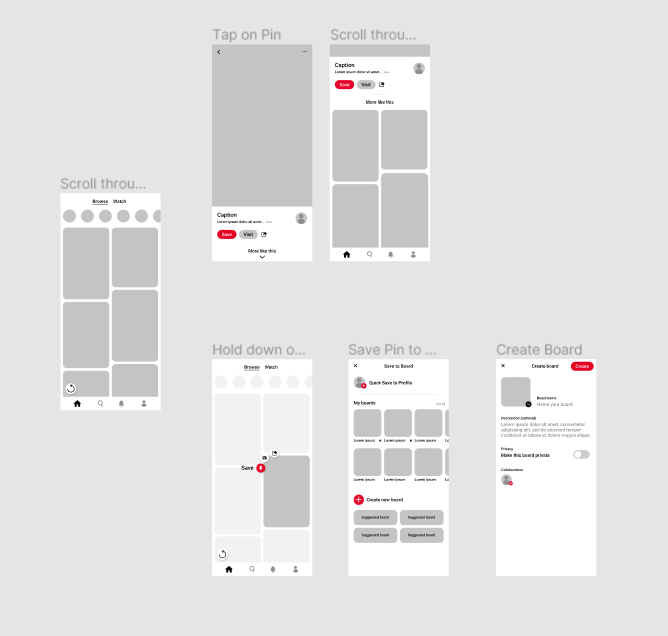 Tap on Pin
Scroll throu...
Caption
Lorem ipsum dolor sit amet...
Save
Visit
More like this
Caption
Lorem ipsum dolor sit amet...
Save
Visit
More like this
Scroll throu...
Browse
Watch
Hold down o...
Browse
Watch
Save
Save Pin to ...
Save to Board
Quick Save to Profile
My boards
Lorem ipsum
Lorem ipsum
Lorem ipsum
Lo
Lorem ipsum
Lorem ipsum
Lorem ipsum
Lo
Create new board
Suggested board
Suggested board
Suggested board
Suggested board
Create Board
Create board
Create
Board name
Name your board
Description (optional)
Lorem ipsum dolor sit amet, consectetur
adipiscing elit, sed do eiusmod tempor
incididunt ut labore et dolore magna aliqua.
Privacy
Make this board private
Collaborators